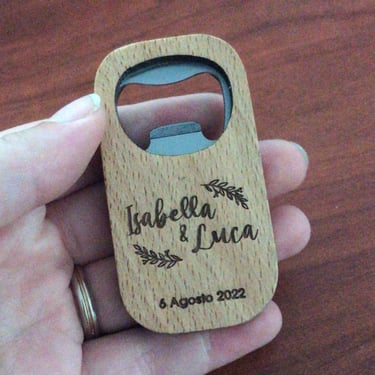 Isabella
& Luca
6 Agosto 2022